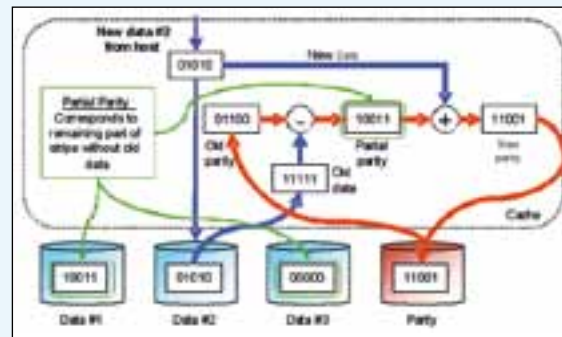 New data #2
from host
01010
New data
Partial Parity
Corresponds to
remaining part of
stripe without old
data
01100
-
10011
+
11001
Old
parity
Partial
parity
New
parity
11111
Old
data
Cache
10011
01010
00000
11001
Data #1
Data #2
Data #3
Parity